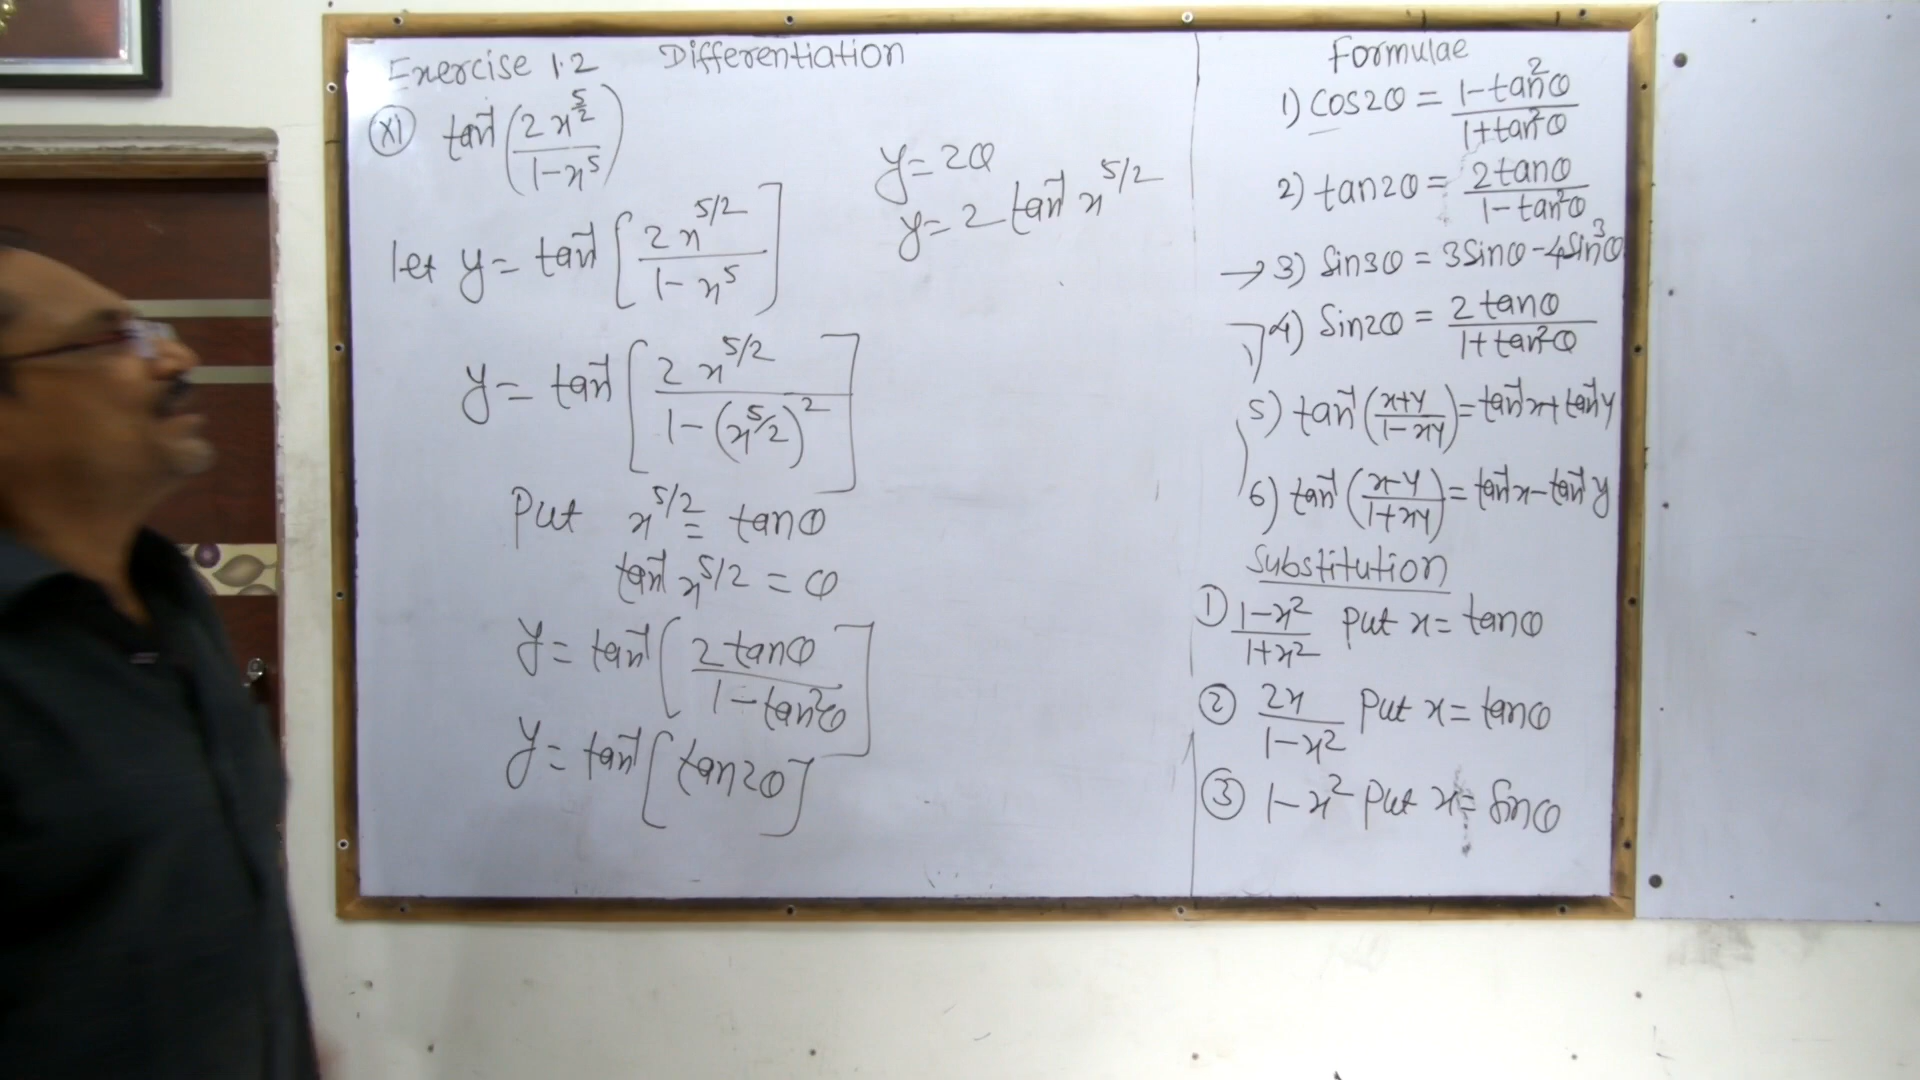 Exercise 1.2 Differentiation
(XI) tan⁻¹(2x^(5/2)/(1-x⁵))
let y = tan⁻¹[2x^(5/2)/(1-x⁵)]
y = tan⁻¹[2x^(5/2)/(1-(x^(5/2))²)]
Put x^(5/2) = tanθ
tan⁻¹ x^(5/2) = θ
y = tan⁻¹[2tanθ/(1-tan²θ)]
y = tan⁻¹[tan2θ]
y = 2θ
y = 2 tan⁻¹ x^(5/2)
Formulae
1) Cos2θ = (1-tan²θ)/(1+tan²θ)
2) tan2θ = 2tanθ/(1-tan²θ)
→3) Sin3θ = 3Sinθ-4Sin³θ
4) Sin2θ = 2tanθ/(1+tan²θ)
5) tan⁻¹((x+y)/(1-xy)) = tan⁻¹x+tan⁻¹y
6) tan⁻¹((x-y)/(1+xy)) = tan⁻¹x-tan⁻¹y
Substitution
① (1-x²)/(1+x²) Put x = tanθ
② 2x/(1-x²) Put x = tanθ
③ 1-x² Put x = Sinθ